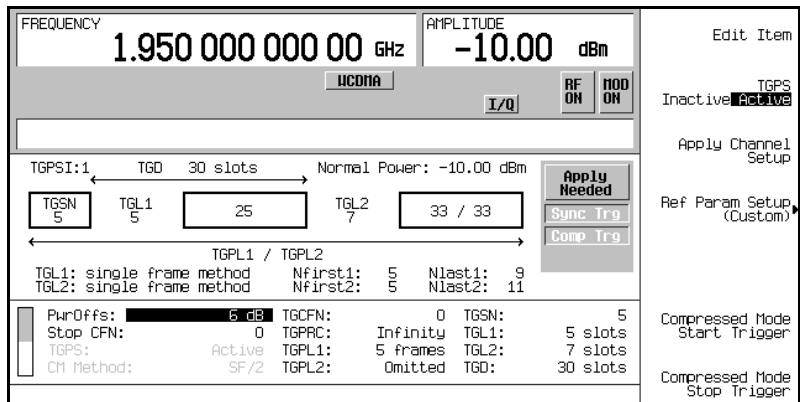 FREQUENCY
1.950 000 000 00 GHz
AMPLITUDE
-10.00 dBm
WCDMA
I/Q
RF ON
MOD ON
TGPSI:1 TGD 30 slots Normal Power: -10.00 dBm
TGSN 5
TGL1 5
25
TGL2 7
33 / 33
Apply Needed
Sync Trg
Comp Trg
TGPL1 / TGPL2
TGL1: single frame method Nfirst1: 5 Nlast1: 9
TGL2: single frame method Nfirst2: 5 Nlast2: 11
PwrOffs: 6 dB TGCFN: 0 TGSN: 5
Stop CFN: 0 TGPRC: Infinity TGL1: 5 slots
TGPS: Active TGPL1: 5 frames TGL2: 7 slots
CM Method: SF/2 TGPL2: Omitted TGD: 30 slots
Edit Item
TGPS
Inactive Active
Apply Channel
Setup
Ref Param Setup
(Custom)
Compressed Mode
Start Trigger
Compressed Mode
Stop Trigger